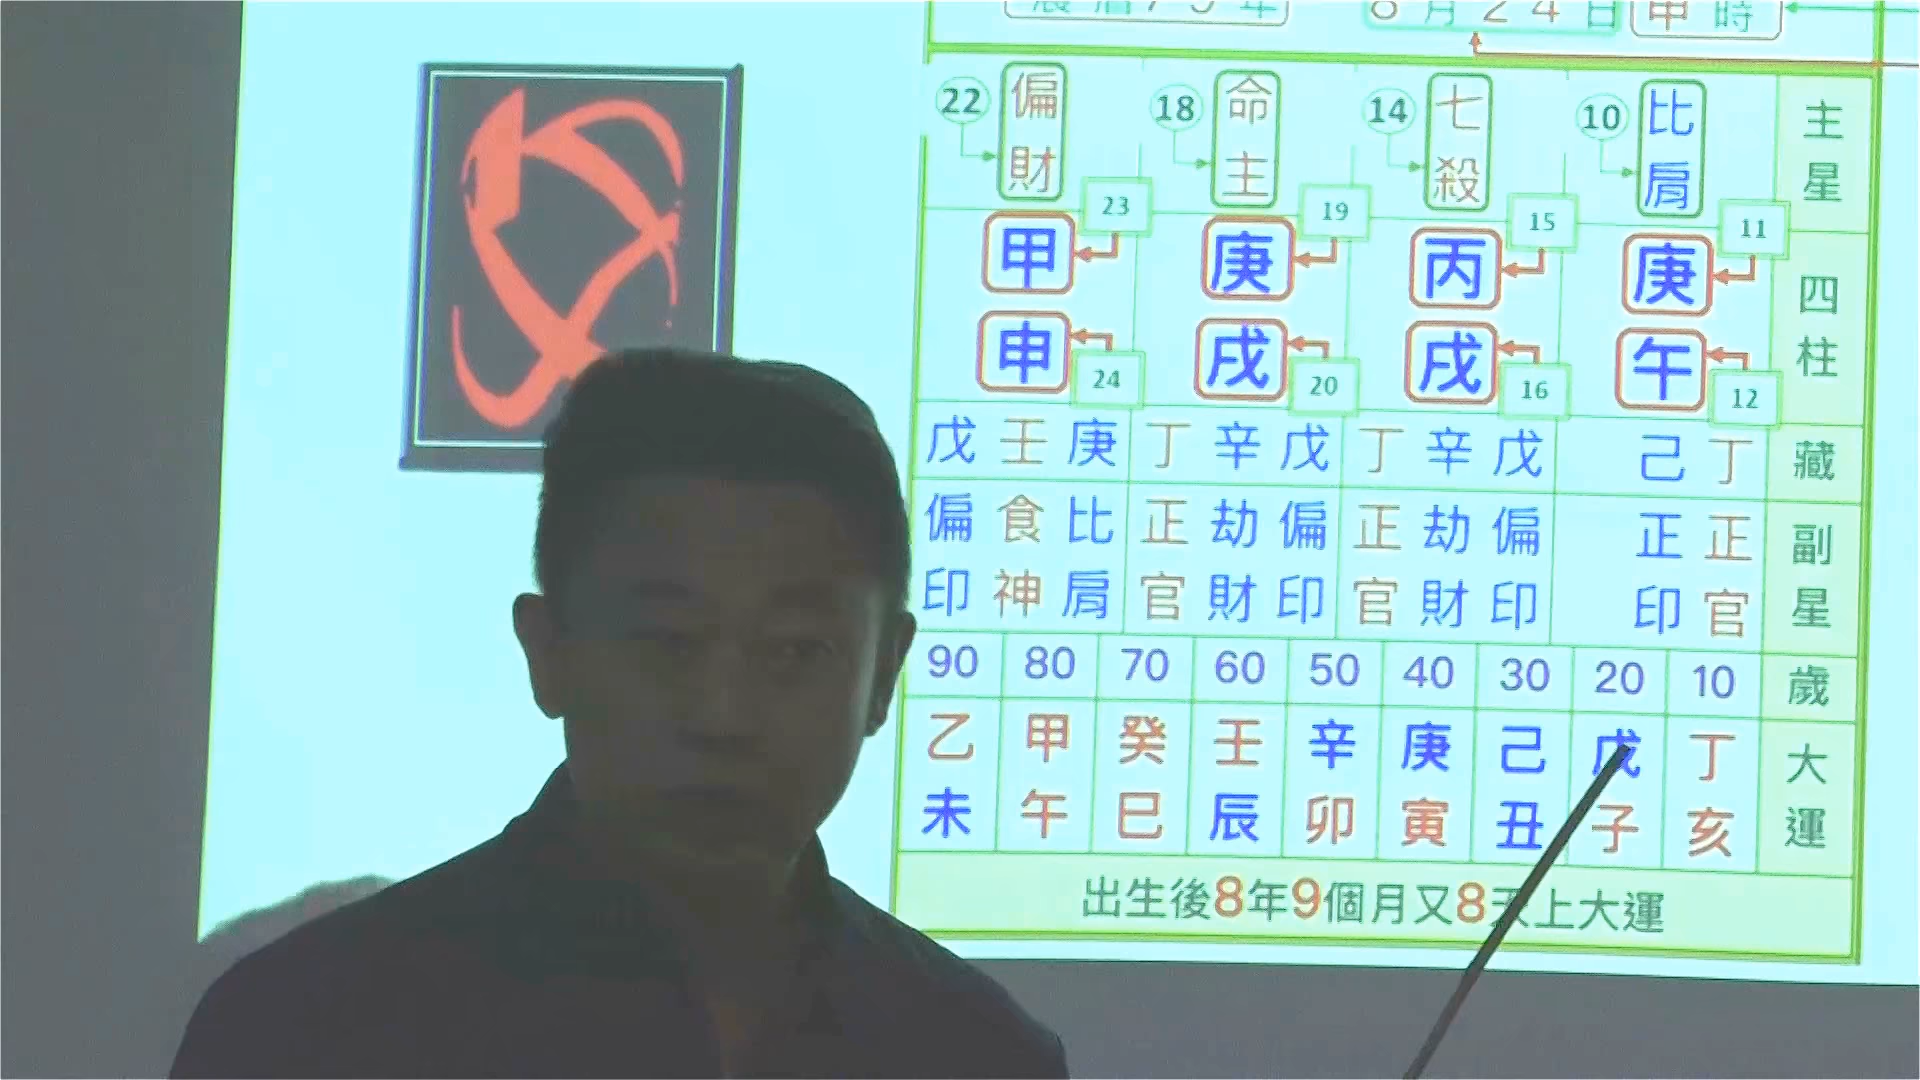 農曆79年 8月24日 申時
22 偏財 18 命主 14 七殺 10 比肩 主星
23 19 15 11
甲 庚 丙 庚 四柱
申 戌 戌 午
24 20 16 12
戊 壬 庚 丁 辛 戊 丁 辛 戊 己 丁 藏
偏印 食神 比肩 正官 劫財 偏印 正官 劫財 偏印 正印 正官 副星
90 80 70 60 50 40 30 20 10 歲
乙未 甲午 癸巳 壬辰 辛卯 庚寅 己丑 戊子 丁亥 大運
出生後8年9個月又8天上大運